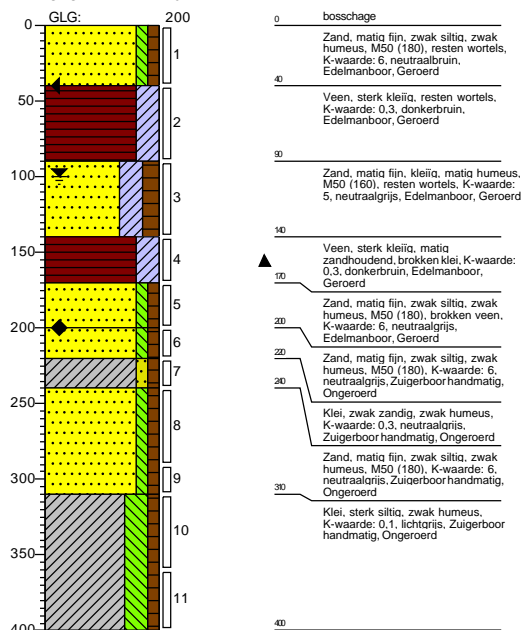 GLG: 200
0
50
100
150
200
250
300
350
400
1
2
3
4
5
6
7
8
9
10
11
0 bosschage
Zand, matig fijn, zwak siltig, zwak
humeus, M50 (180), resten wortels,
K-waarde: 6, neutraalbruin,
Edelmanboor, Geroerd
40
Veen, sterk kleiïg, resten wortels,
K-waarde: 0,3, donkerbruin,
Edelmanboor, Geroerd
90
Zand, matig fijn, kleiïg, matig humeus,
M50 (160), resten wortels, K-waarde:
5, neutraalgrijs, Edelmanboor, Geroerd
140
Veen, sterk kleiïg, matig
zandhoudend, brokken klei, K-waarde:
0,3, donkerbruin, Edelmanboor,
Geroerd
170
Zand, matig fijn, zwak siltig, zwak
humeus, M50 (180), brokken veen,
K-waarde: 6, neutraalgrijs,
Edelmanboor, Geroerd
200
Zand, matig fijn, zwak siltig, zwak
humeus, M50 (180), K-waarde: 6,
neutraalgrijs, Zuigerboor handmatig,
Ongeroerd
220
Klei, zwak zandig, zwak humeus,
K-waarde: 0,3, neutraalgrijs,
Zuigerboor handmatig, Ongeroerd
240
Zand, matig fijn, zwak siltig, zwak
humeus, M50 (180), K-waarde: 6,
neutraalgrijs, Zuigerboor handmatig,
Ongeroerd
310
Klei, sterk siltig, zwak humeus,
K-waarde: 0,1, lichtgrijs, Zuigerboor
handmatig, Ongeroerd
400